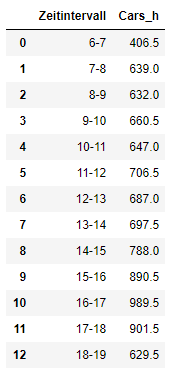 Zeitintervall Cars_h
0 6-7 406.5
1 7-8 639.0
2 8-9 632.0
3 9-10 660.5
4 10-11 647.0
5 11-12 706.5
6 12-13 687.0
7 13-14 697.5
8 14-15 788.0
9 15-16 890.5
10 16-17 989.5
11 17-18 901.5
12 18-19 629.5